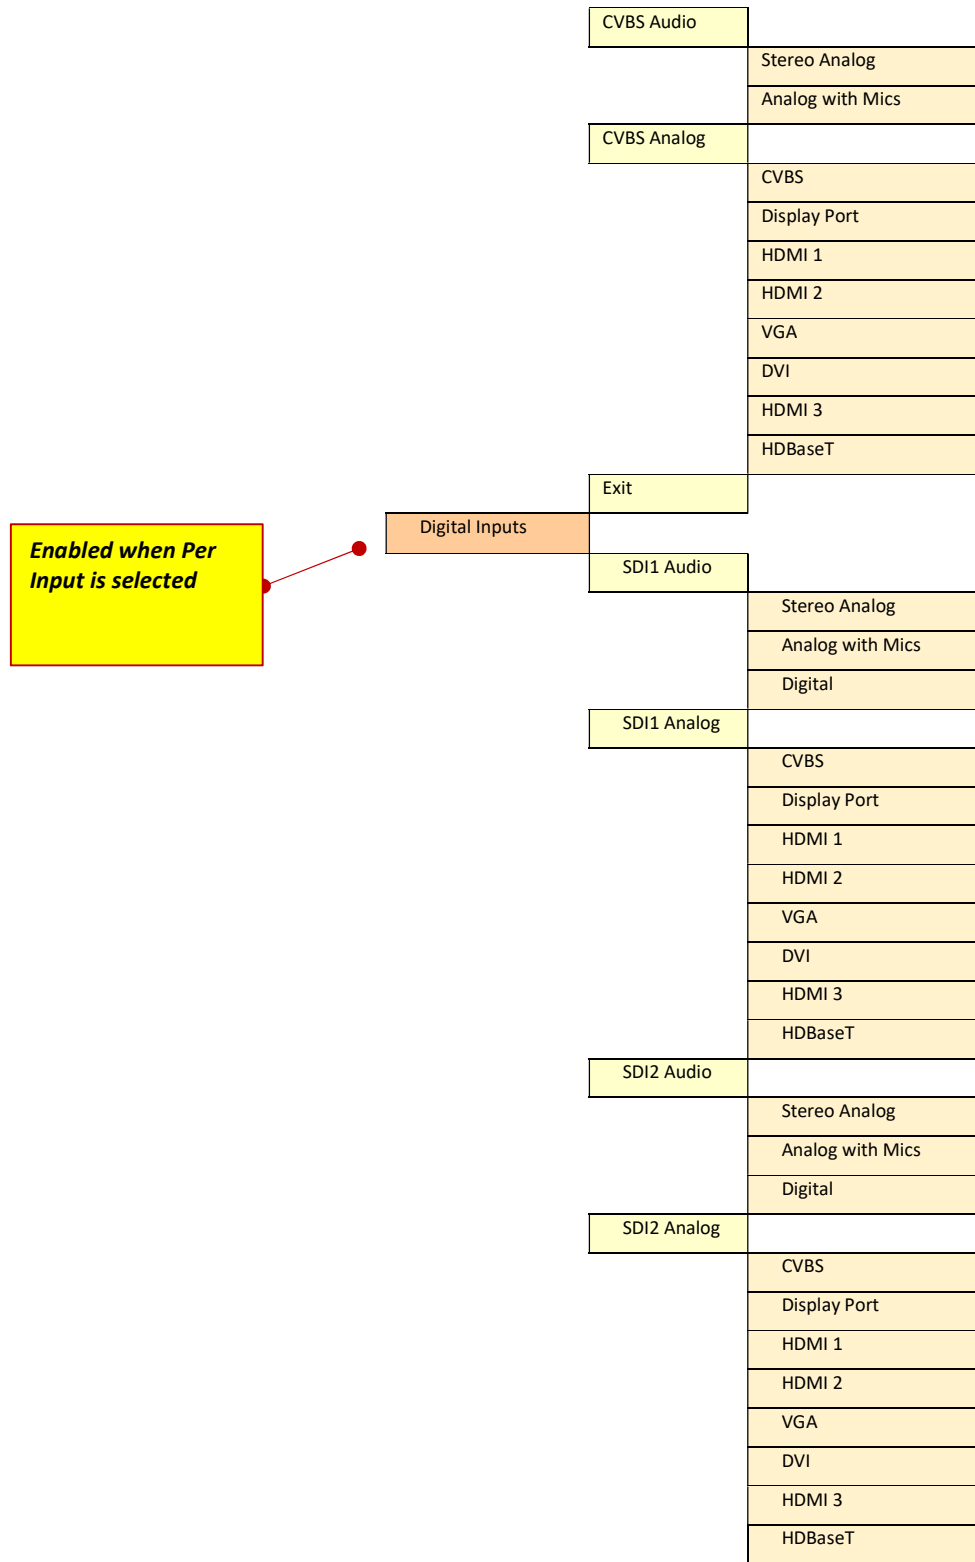 CVBS Audio
Stereo Analog
Analog with Mics
CVBS Analog
CVBS
Display Port
HDMI 1
HDMI 2
VGA
DVI
HDMI 3
HDBaseT
Exit
Digital Inputs
Enabled when Per
Input is selected
SDI1 Audio
Stereo Analog
Analog with Mics
Digital
SDI1 Analog
CVBS
Display Port
HDMI 1
HDMI 2
VGA
DVI
HDMI 3
HDBaseT
SDI2 Audio
Stereo Analog
Analog with Mics
Digital
SDI2 Analog
CVBS
Display Port
HDMI 1
HDMI 2
VGA
DVI
HDMI 3
HDBaseT